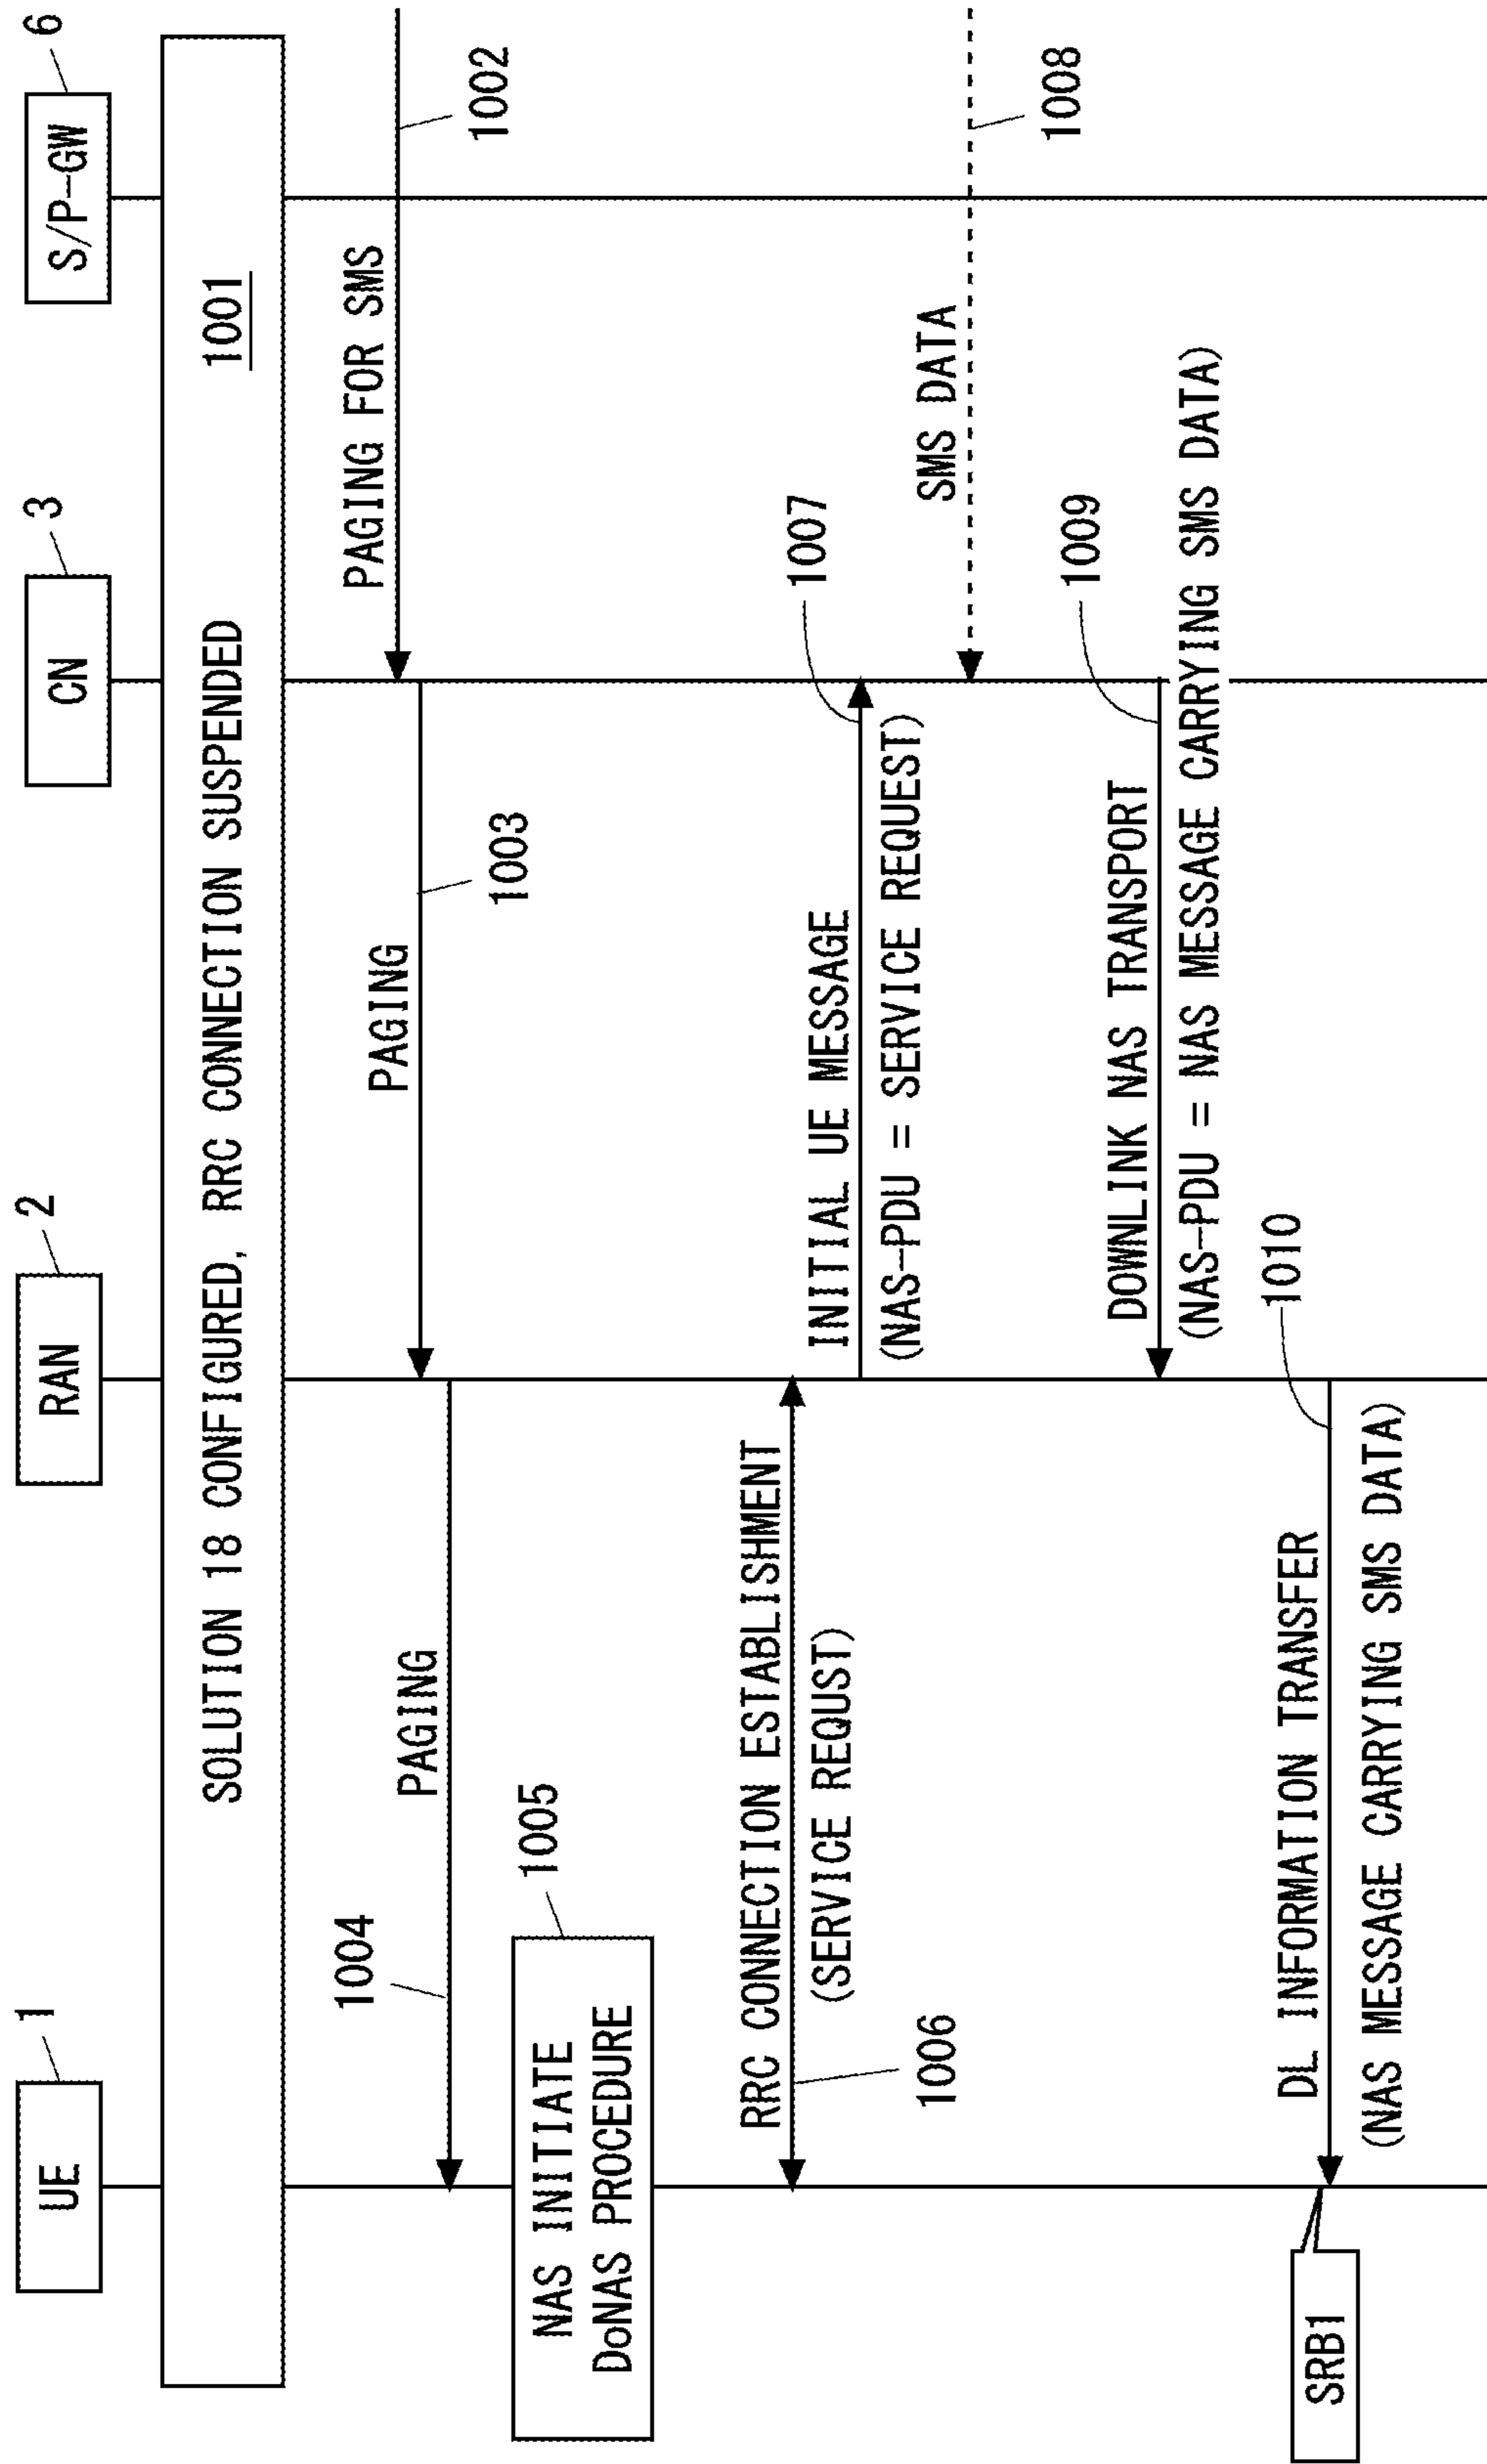 UE
1
RAN
2
CN
3
S/P-GW
6
SOLUTION 18 CONFIGURED, RRC CONNECTION SUSPENDED
1001
PAGING FOR SMS
1002
PAGING
1003
PAGING
1004
NAS INITIATE
DoNAS PROCEDURE
1005
RRC CONNECTION ESTABLISHMENT
(SERVICE REQUST)
1006
INITIAL UE MESSAGE
(NAS-PDU = SERVICE REQUEST)
1007
SMS DATA
1008
DOWNLINK NAS TRANSPORT
(NAS-PDU = NAS MESSAGE CARRYING SMS DATA)
1009
DL INFORMATION TRANSFER
(NAS MESSAGE CARRYING SMS DATA)
1010
SRB1